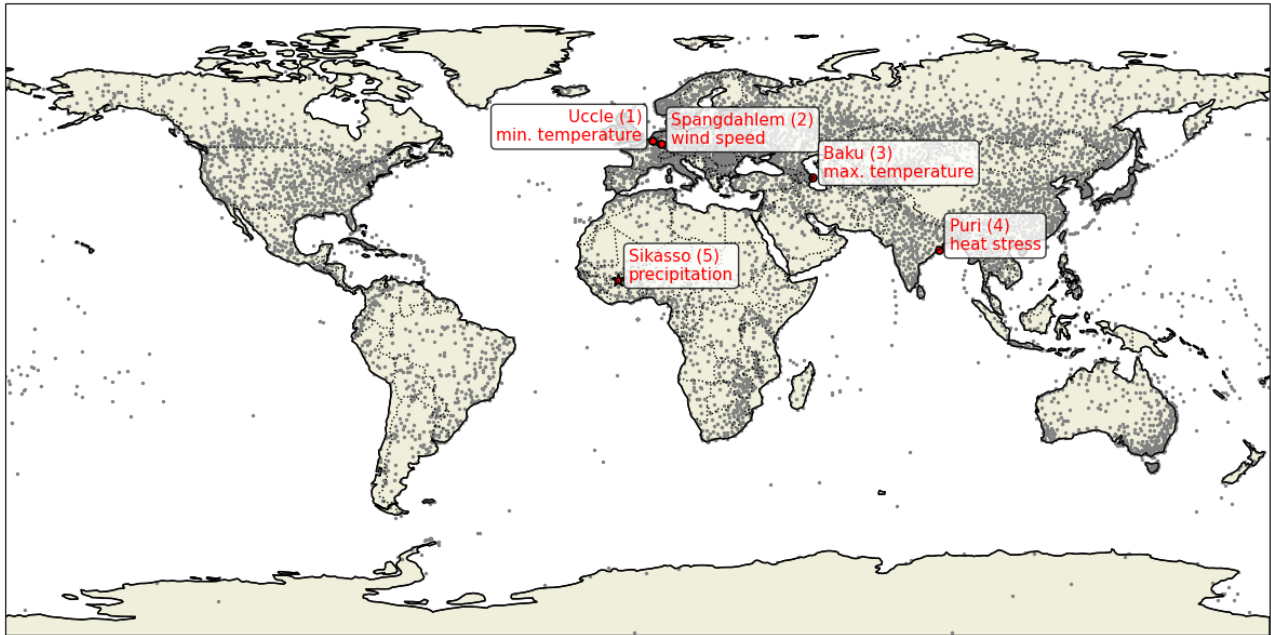 Uccle (1)
min. temperature
Spangdahlem (2)
wind speed
Baku (3)
max. temperature
Puri (4)
heat stress
Sikasso (5)
precipitation